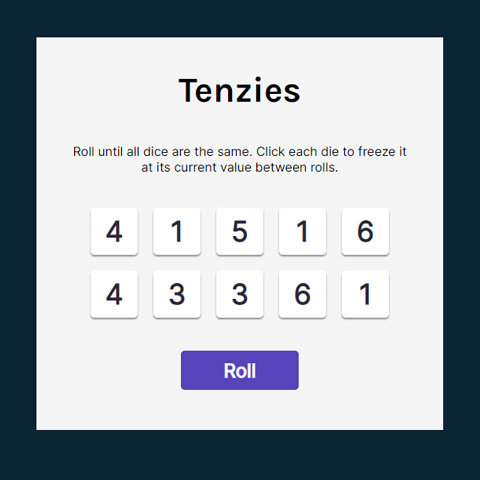 Tenzies
Roll until all dice are the same. Click each die to freeze it
at its current value between rolls.
4 1 5 1 6
4 3 3 6 1
Roll